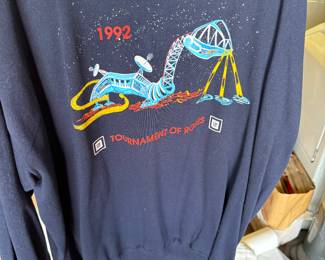 1992
TOURNAMENT OF ROSES